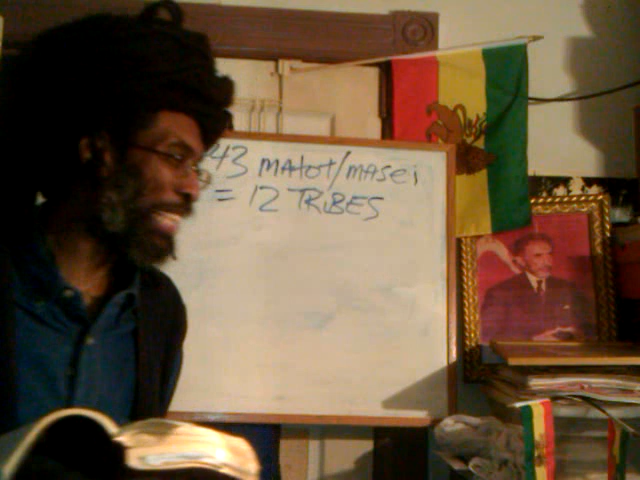 43 MAtOt/MASEi
= 12 TRiBES